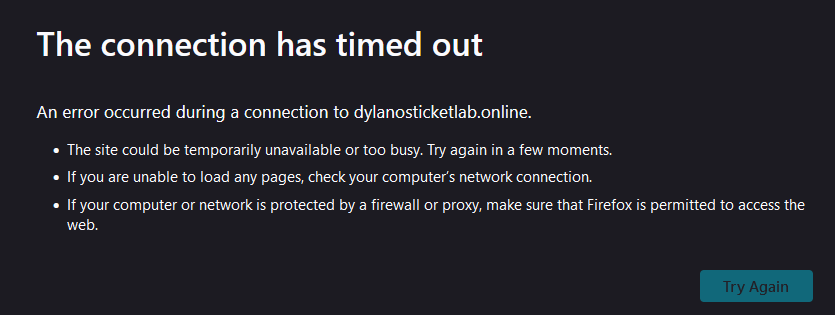 The connection has timed out
An error occurred during a connection to dylanosticketlab.online.
• The site could be temporarily unavailable or too busy. Try again in a few moments.
• If you are unable to load any pages, check your computer’s network connection.
• If your computer or network is protected by a firewall or proxy, make sure that Firefox is permitted to access the
web.
Try Again